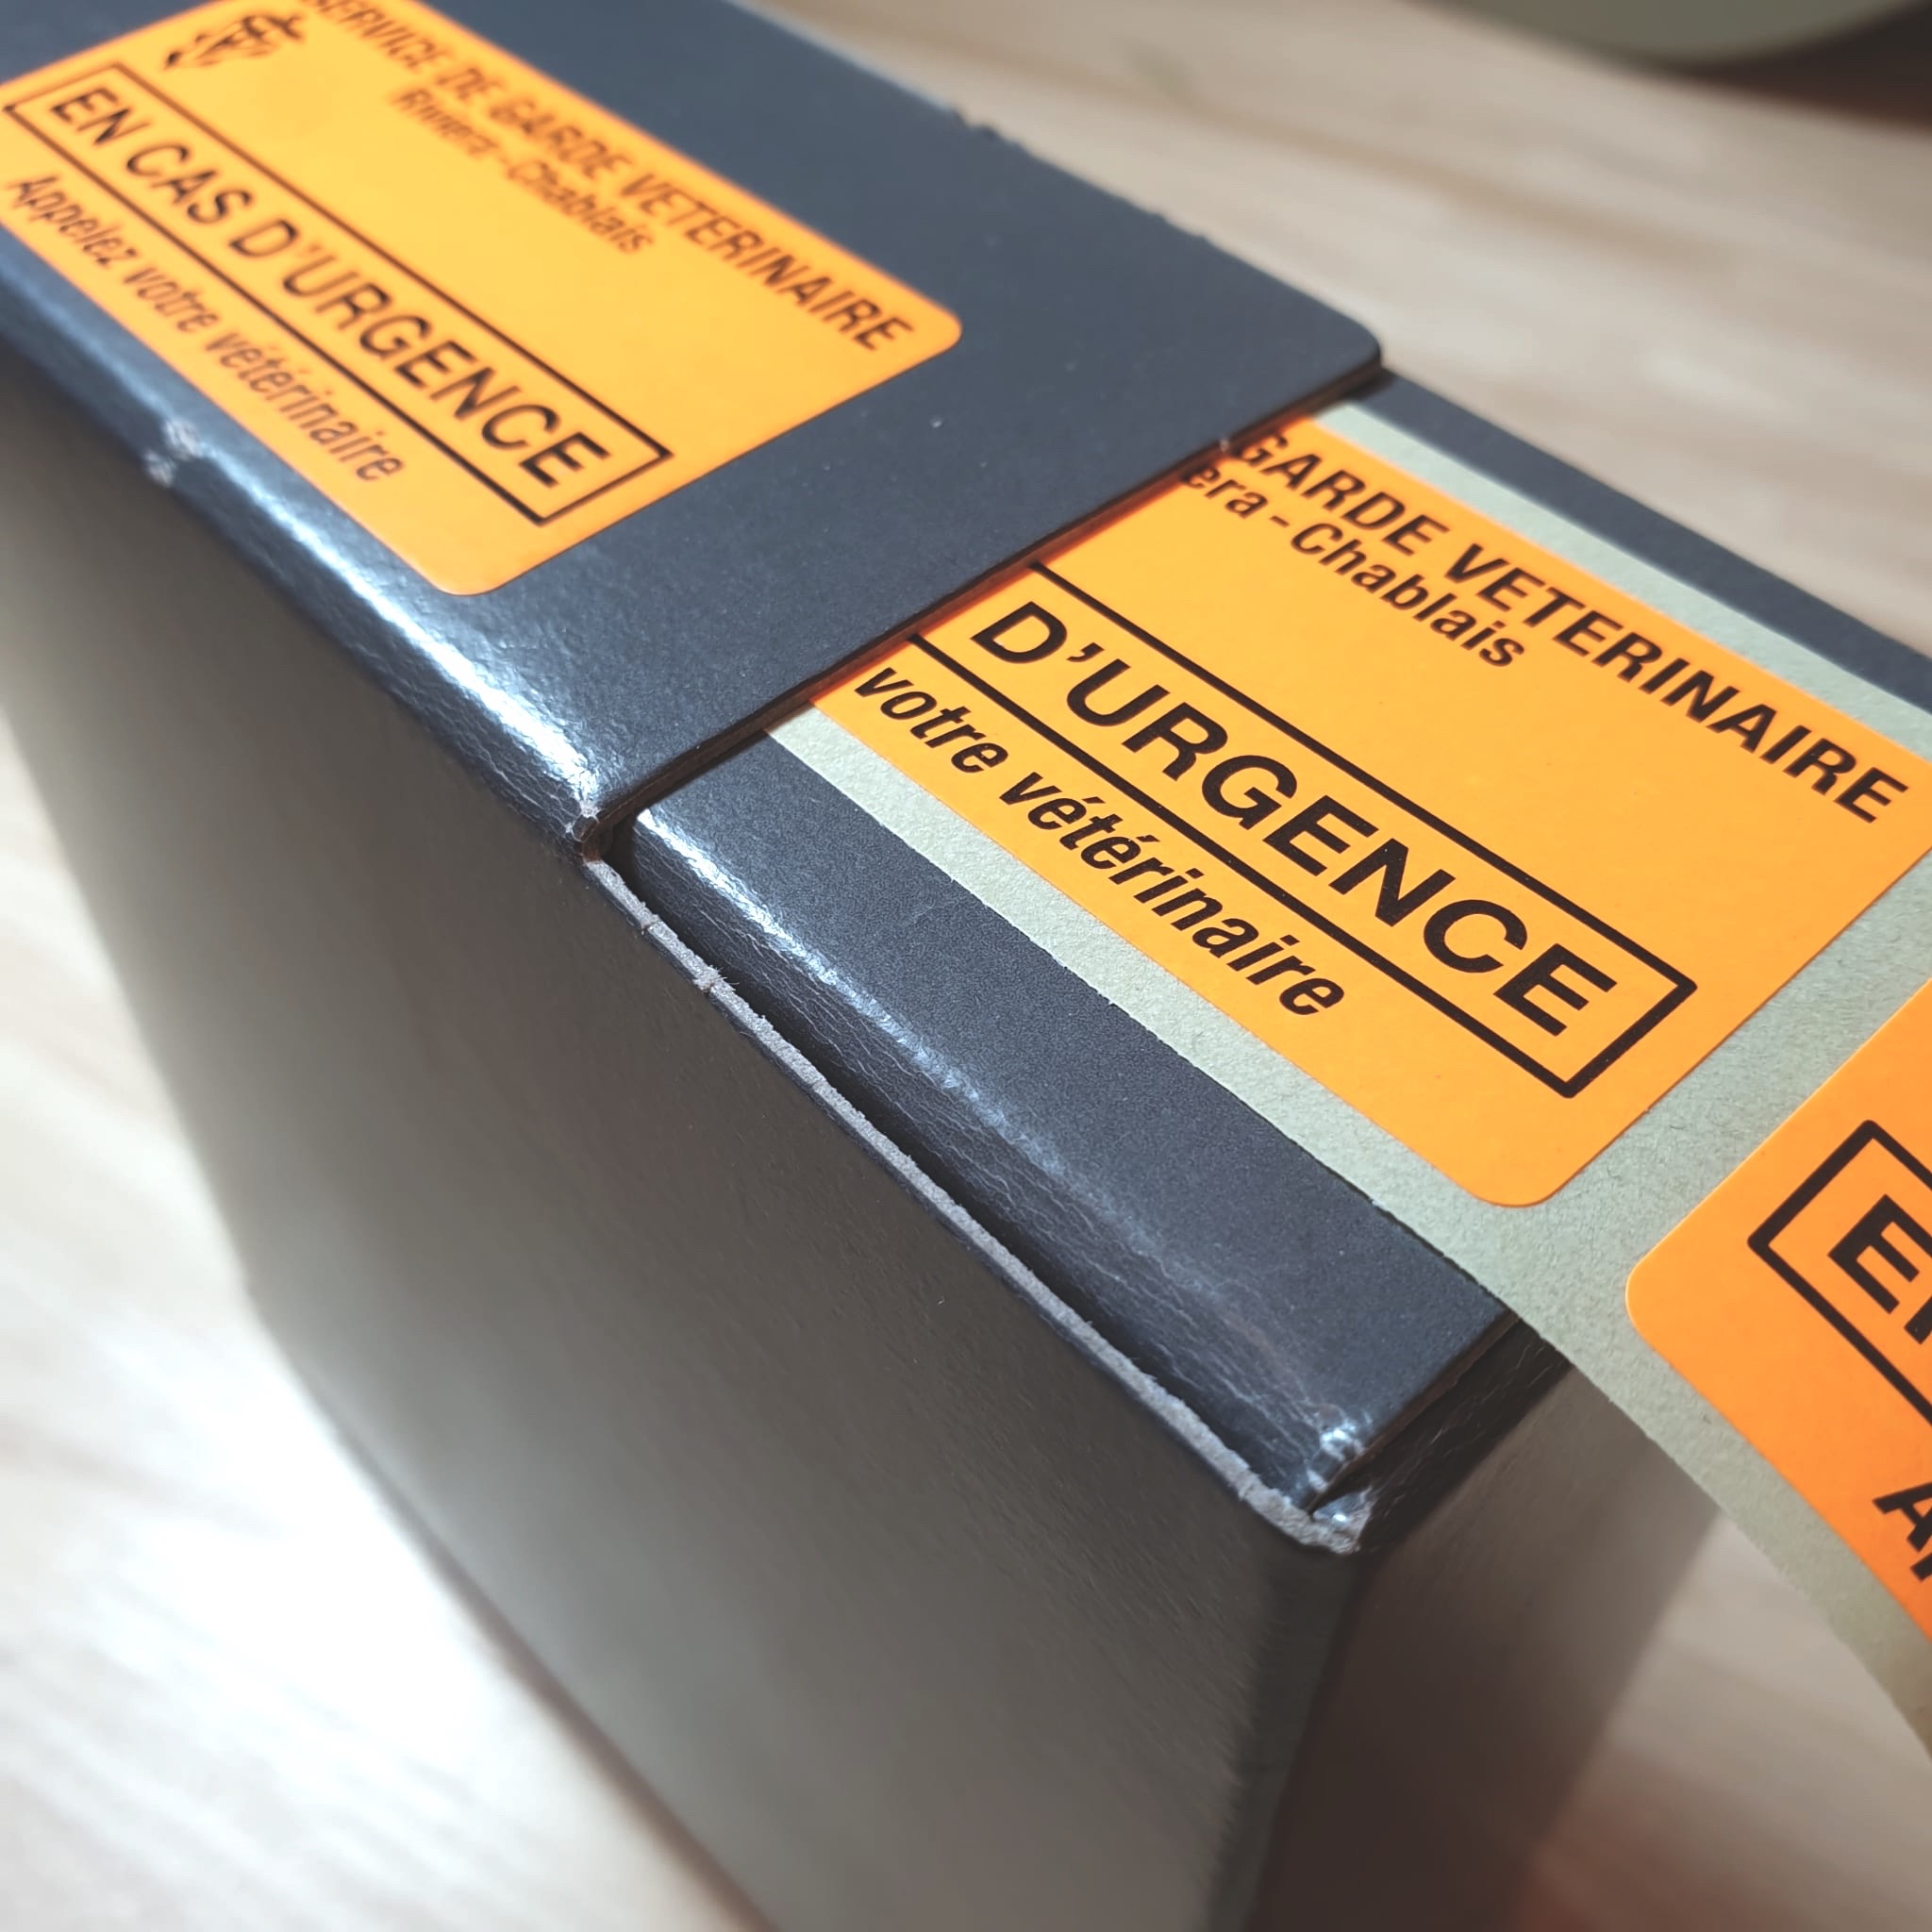 SERVICE DE GARDE VETERINAIRE
Riviera - Chablais
EN CAS D'URGENCE
Appelez votre vétérinaire
GARDE VETERINAIRE
era - Chablais
D'URGENCE
votre vétérinaire
E
A